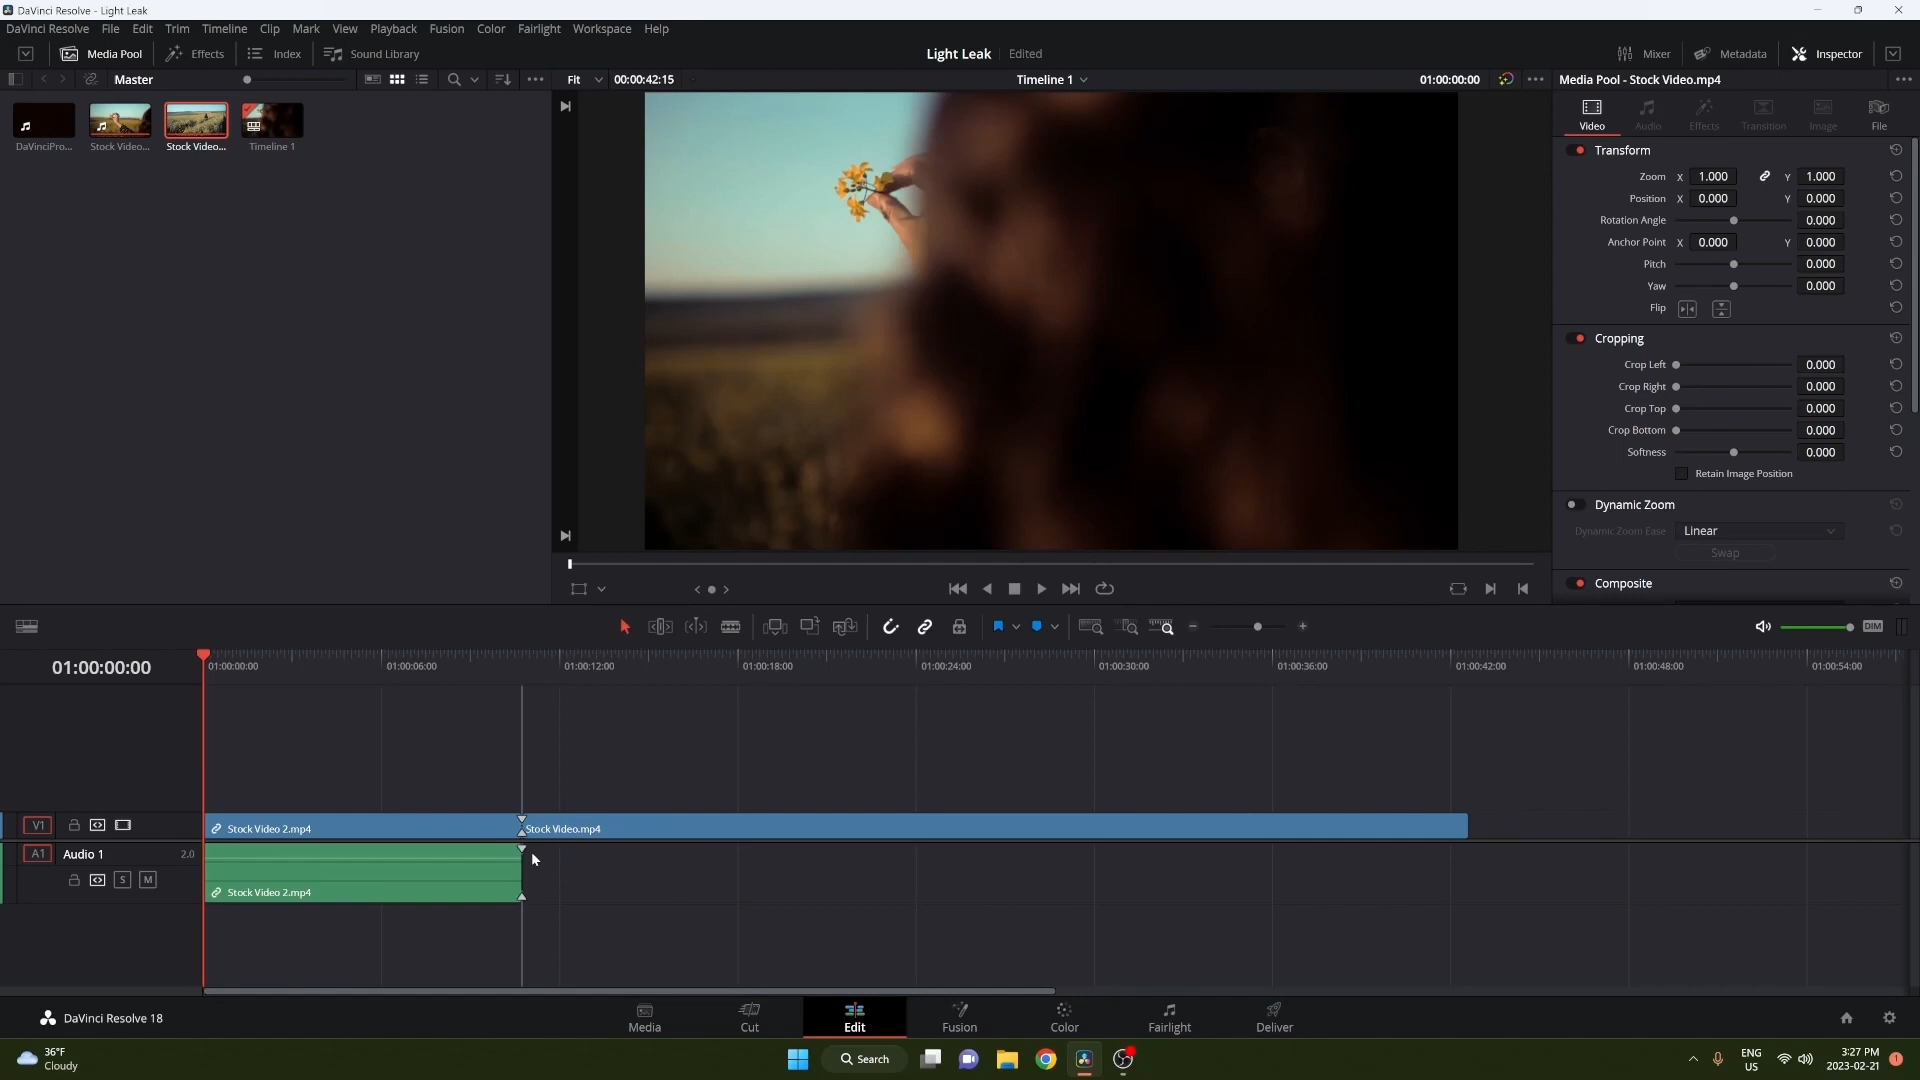 DaVinci Resolve - Light Leak
DaVinci Resolve File Edit Trim Timeline Clip Mark View Playback Fusion Color Fairlight Workspace Help
Media Pool Effects Index Sound Library Light Leak Edited Mixer Metadata Inspector
Master Fit 00:00:42:15 Timeline 1 01:00:00:00 Media Pool - Stock Video.mp4
DaVinciPro... Stock Video... Stock Video... Timeline 1
Video Audio Effects Transition Image File
Transform
Zoom X 1.000 Y 1.000
Position X 0.000 Y 0.000
Rotation Angle 0.000
Anchor Point X 0.000 Y 0.000
Pitch 0.000
Yaw 0.000
Flip
Cropping
Crop Left 0.000
Crop Right 0.000
Crop Top 0.000
Crop Bottom 0.000
Softness 0.000
Retain Image Position
Dynamic Zoom
Dynamic Zoom Ease Linear
Swap
Composite
DIM
01:00:00:00 01:00:00:00 01:00:06:00 01:00:12:00 01:00:18:00 01:00:24:00 01:00:30:00 01:00:36:00 01:00:42:00 01:00:48:00 01:00:54:00
V1 Stock Video 2.mp4 Stock Video.mp4
A1 Audio 1 2.0
S M Stock Video 2.mp4
DaVinci Resolve 18 Media Cut Edit Fusion Color Fairlight Deliver
36°F
Cloudy
Search
ENG
US
3:27 PM
2023-02-21
1